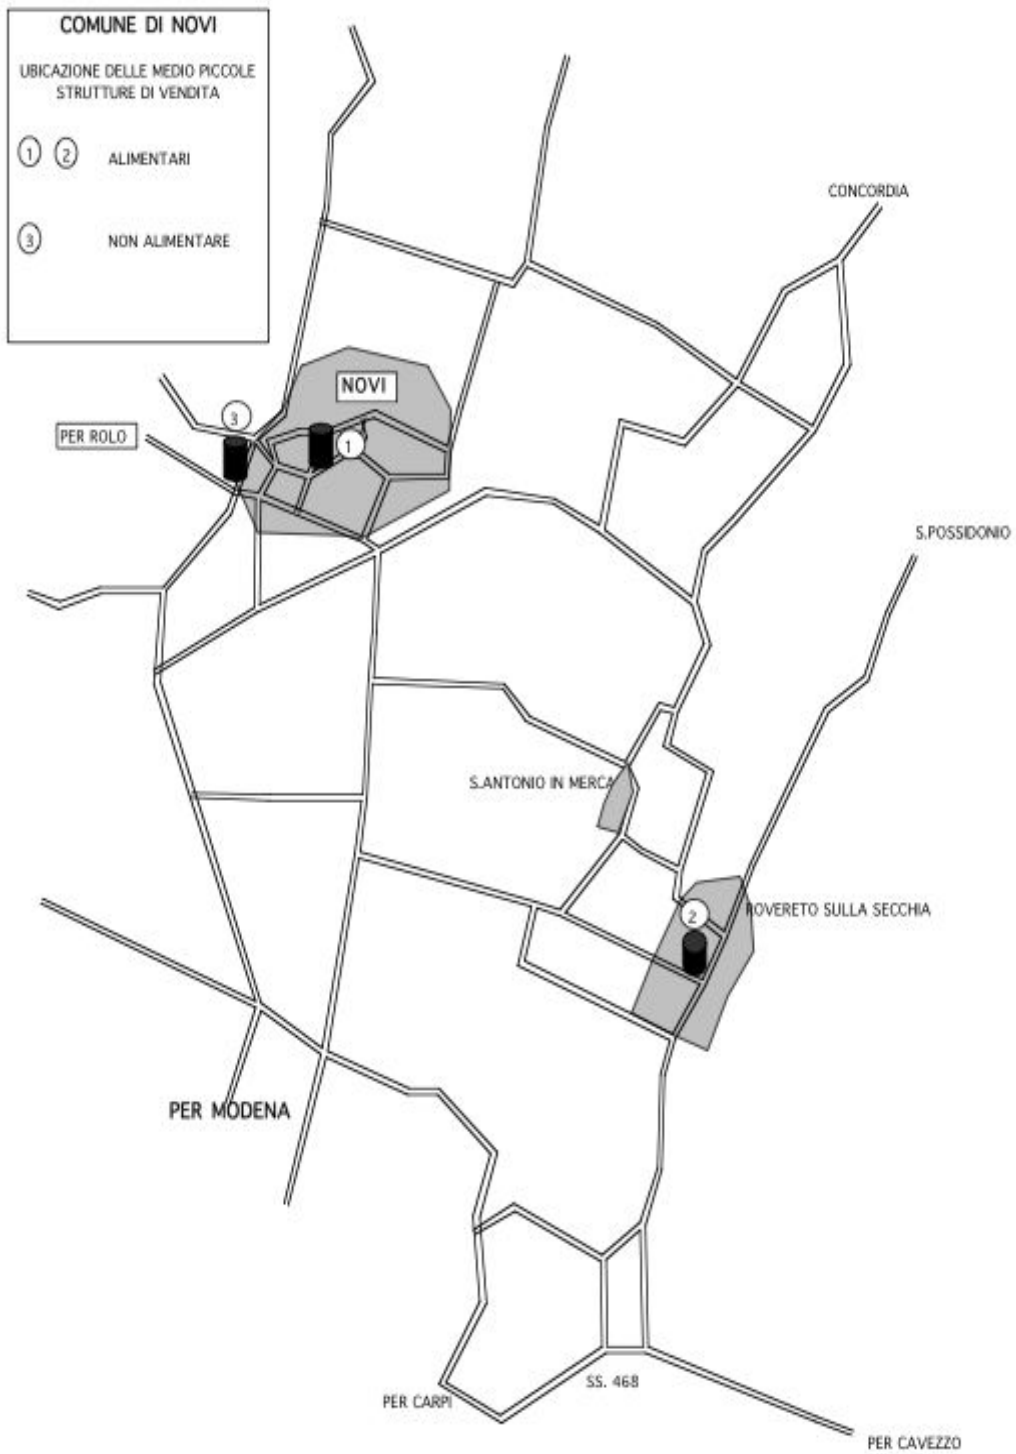 COMUNE DI NOVI
UBICAZIONE DELLE MEDIO PICCOLE
STRUTTURE DI VENDITA
1 2 ALIMENTARI
3 NON ALIMENTARE
CONCORDIA
NOVI
3
PER ROLO
1
S.POSSIDONIO
S.ANTONIO IN MERCA
2
ROVERETO SULLA SECCHIA
PER MODENA
SS. 468
PER CARPI
PER CAVEZZO